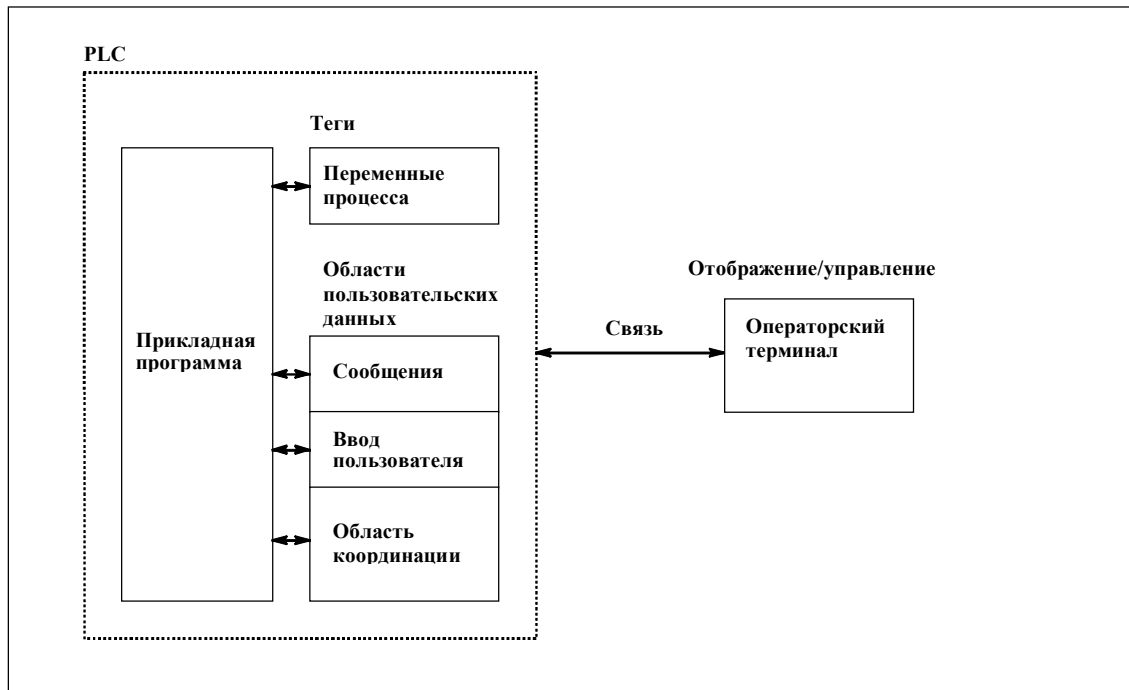 PLC
Теги
Переменные
процесса
Области
пользовательских
данных
Прикладная
программа
Сообщения
Ввод
пользователя
Область
координации
Связь
Отображение/управление
Операторский
терминал